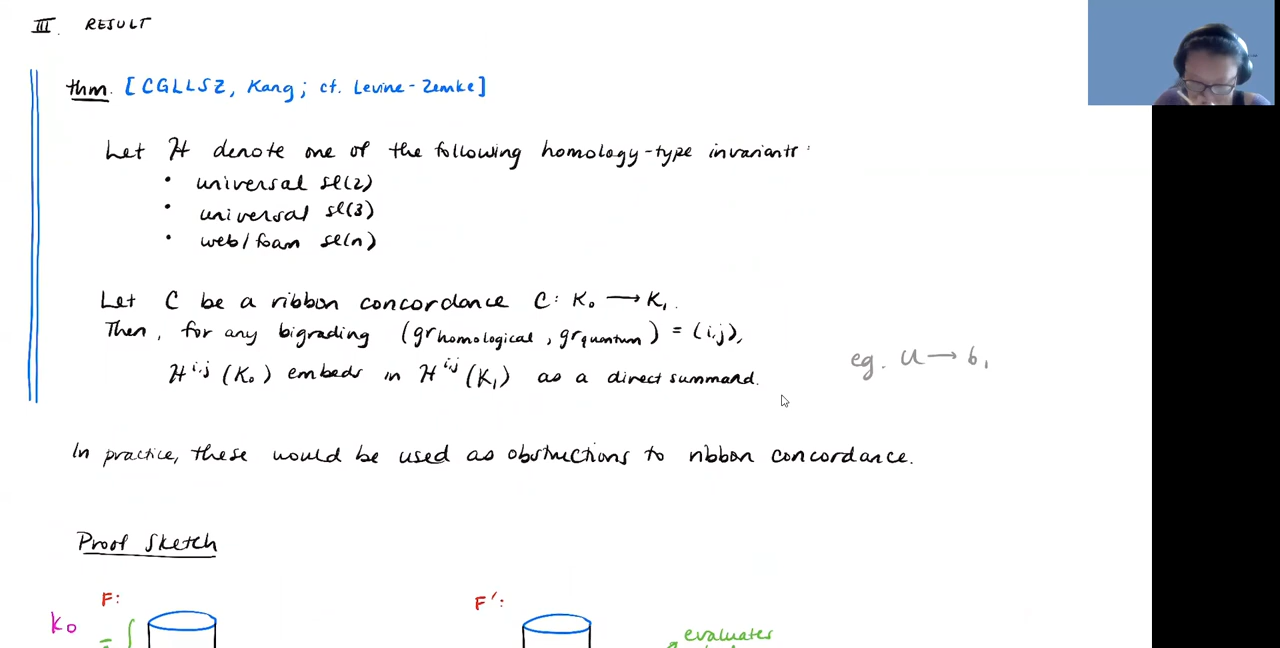 III. RESULT
thm. [CGLLSZ, Kang; cf. Levine-Zemke]
Let H denote one of the following homology-type invariants:
• universal sl(2)
• universal sl(3)
• web/foam sl(n)
Let C be a ribbon concordance C: K₀ → K₁.
Then, for any bigrading (gr_homological, gr_quantum) = (i,j),
H^{i,j}(K₀) embeds in H^{i,j}(K₁) as a direct summand.
eg. U → 6₁
In practice, these would be used as obstructions to ribbon concordance.
Proof Sketch
F:
F':
K₀
evaluates